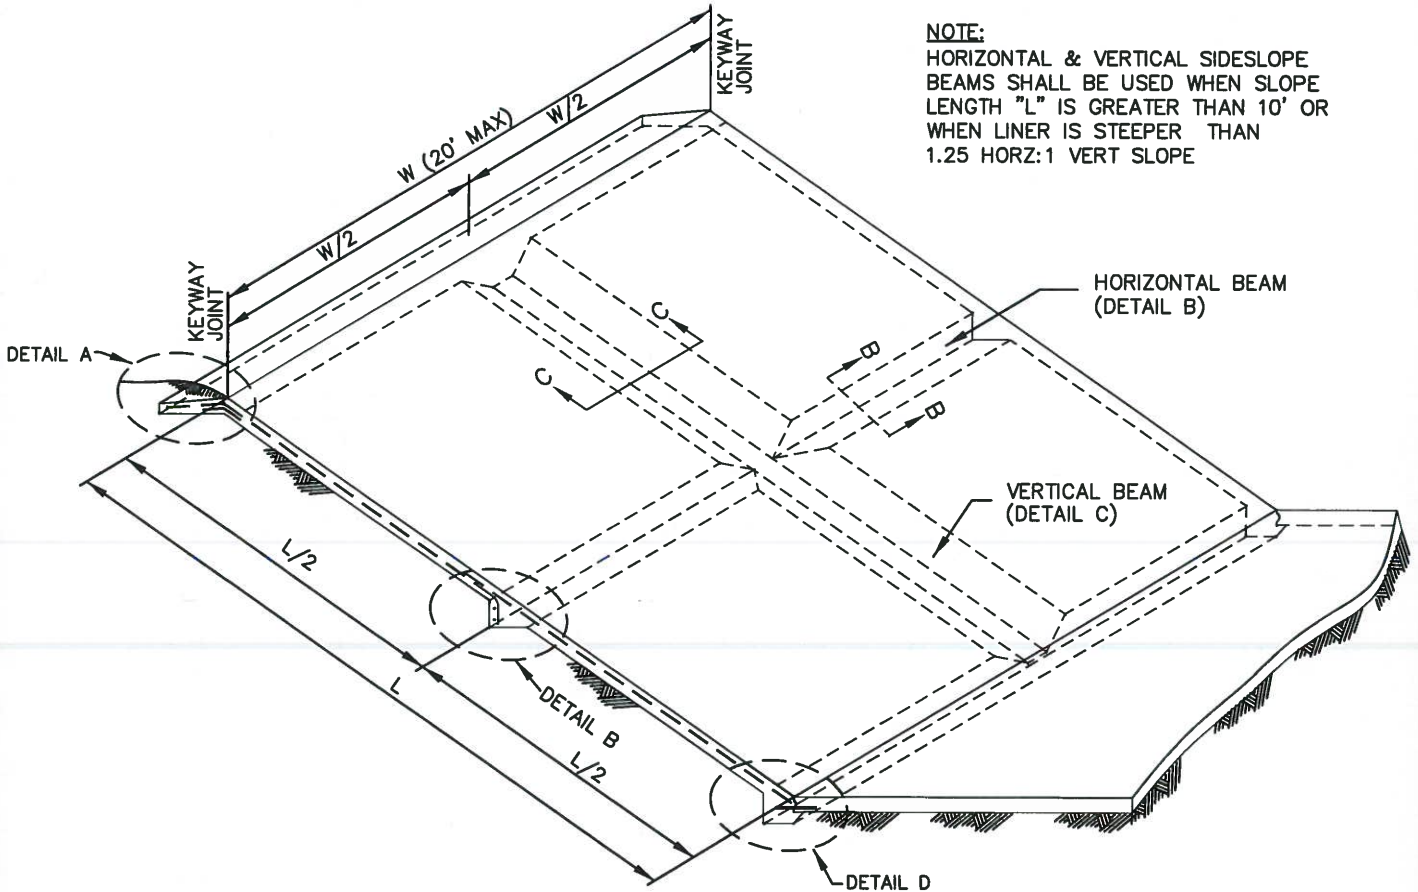 NOTE:
HORIZONTAL & VERTICAL SIDESLOPE
BEAMS SHALL BE USED WHEN SLOPE
LENGTH "L" IS GREATER THAN 10' OR
WHEN LINER IS STEEPER THAN
1.25 HORZ:1 VERT SLOPE
KEYWAY
JOINT
W (20' MAX)
W/2
W/2
KEYWAY
JOINT
DETAIL A
HORIZONTAL BEAM
(DETAIL B)
C
C
B
B
VERTICAL BEAM
(DETAIL C)
L/2
L
DETAIL B
L/2
DETAIL D